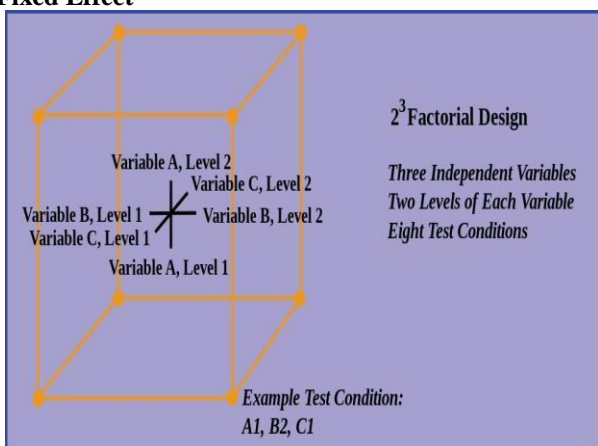 Fixed Effect
2³ Factorial Design
Three Independent Variables
Two Levels of Each Variable
Eight Test Conditions
Variable A, Level 2
Variable C, Level 2
Variable B, Level 1
Variable B, Level 2
Variable C, Level 1
Variable A, Level 1
Example Test Condition:
A1, B2, C1